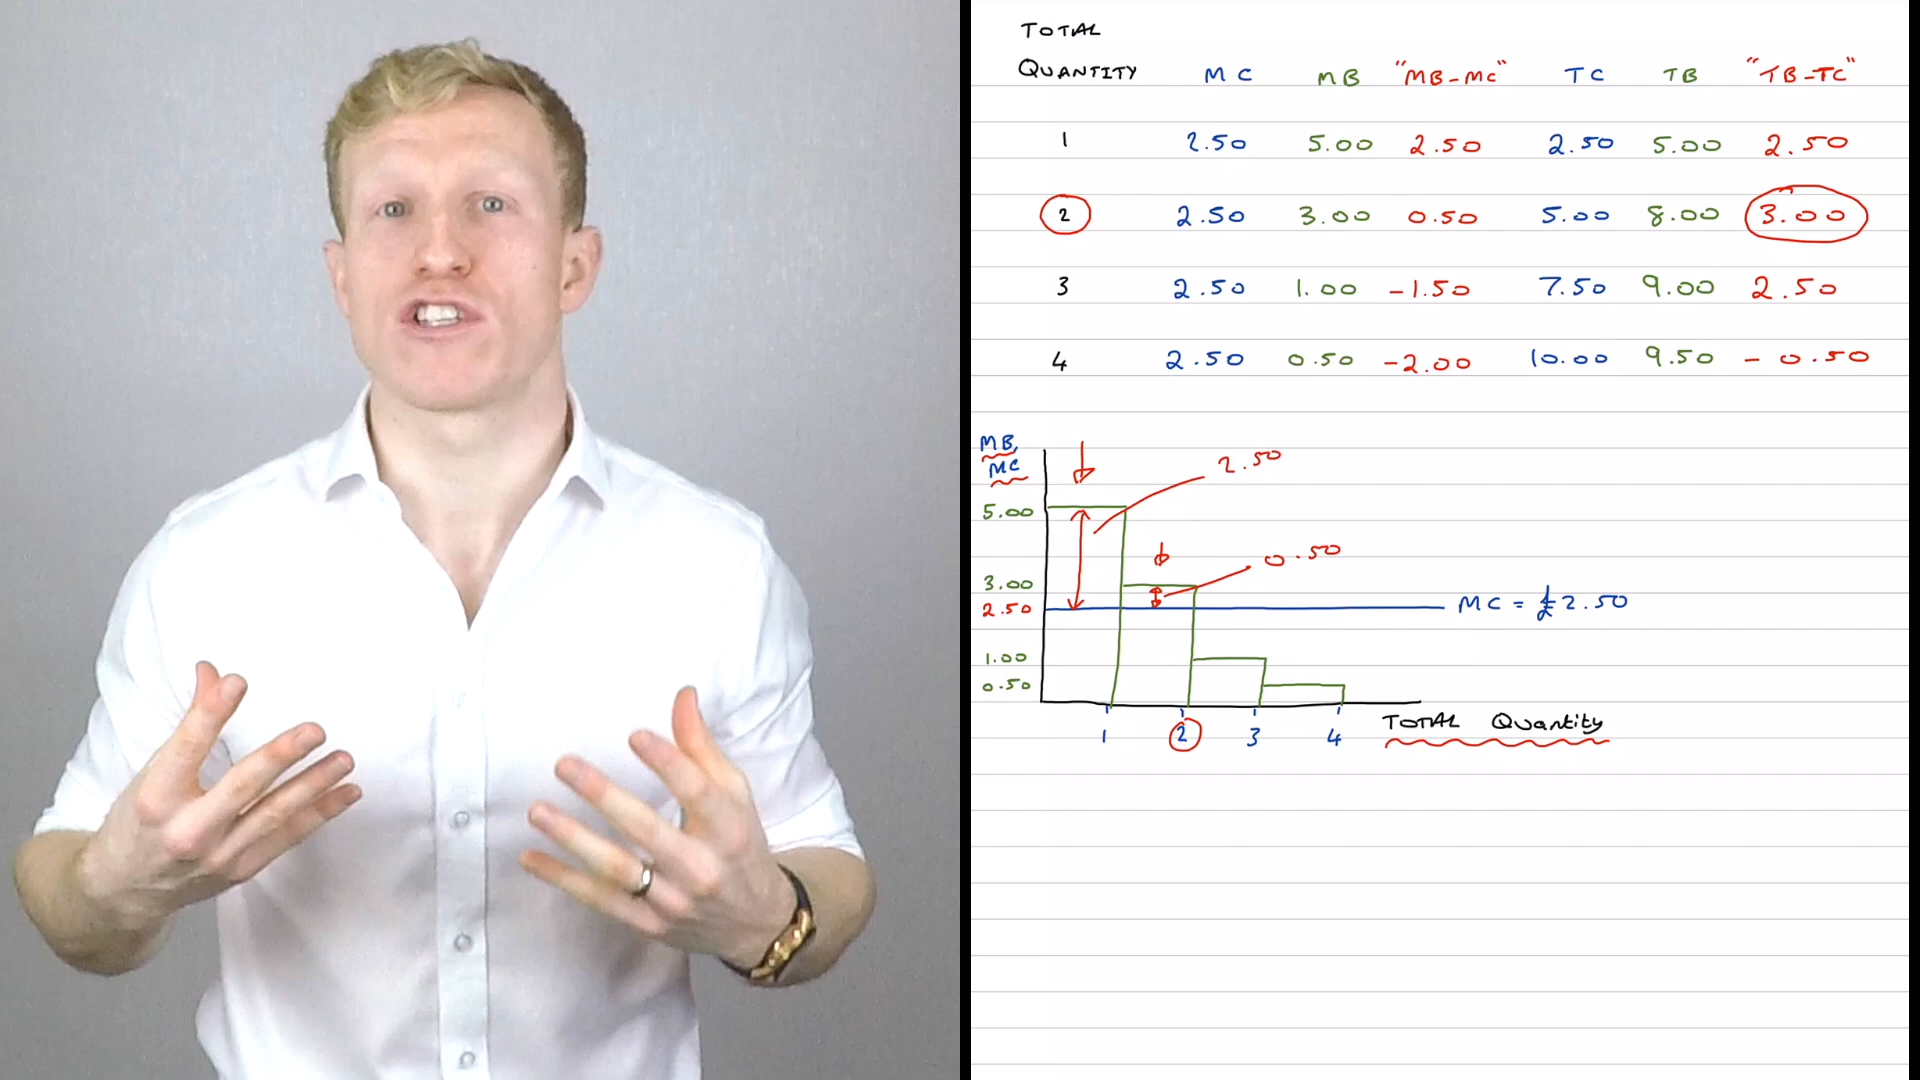 TOTAL
QUANTITY MC MB "MB-MC" TC TB "TB-TC"
1 2.50 5.00 2.50 2.50 5.00 2.50
2 2.50 3.00 0.50 5.00 8.00 3.00
3 2.50 1.00 -1.50 7.50 9.00 2.50
4 2.50 0.50 -2.00 10.00 9.50 -0.50
MB,
MC
2.50
5.00
0.50
3.00
2.50
MC = £2.50
1.00
0.50
1 2 3 4
TOTAL Quantity